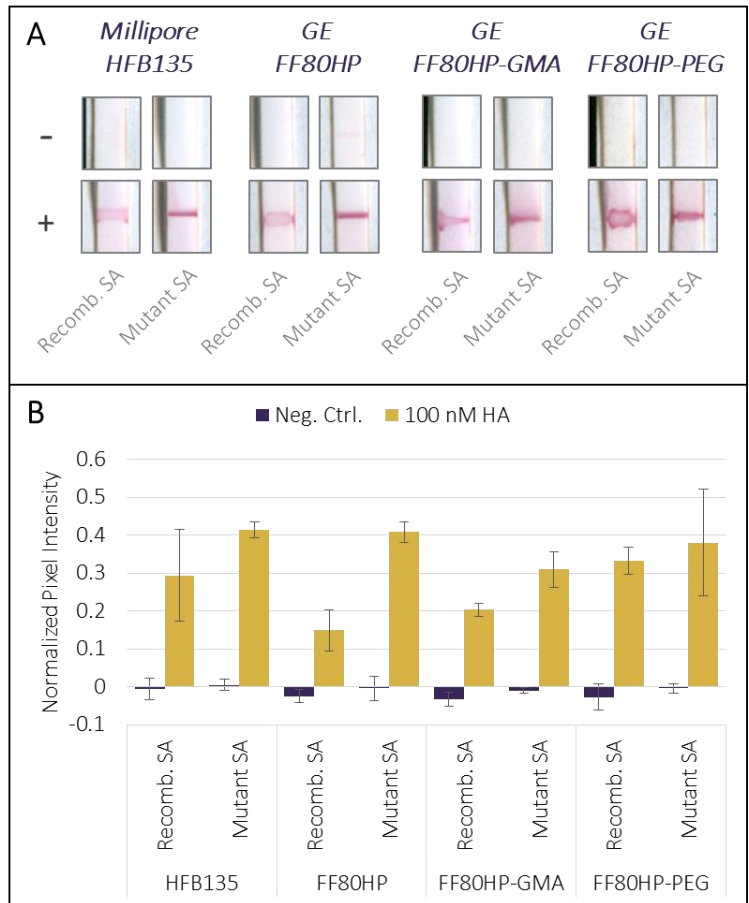 A
Millipore HFB135
GE FF80HP
GE FF80HP-GMA
GE FF80HP-PEG
-
+
Recomb. SA
Mutant SA
Recomb. SA
Mutant SA
Recomb. SA
Mutant SA
Recomb. SA
Mutant SA
B
Neg. Ctrl.
100 nM HA
Normalized Pixel Intensity
0.6
0.5
0.4
0.3
0.2
0.1
0
-0.1
Recomb. SA
Mutant SA
Recomb. SA
Mutant SA
Recomb. SA
Mutant SA
Recomb. SA
Mutant SA
HFB135
FF80HP
FF80HP-GMA
FF80HP-PEG